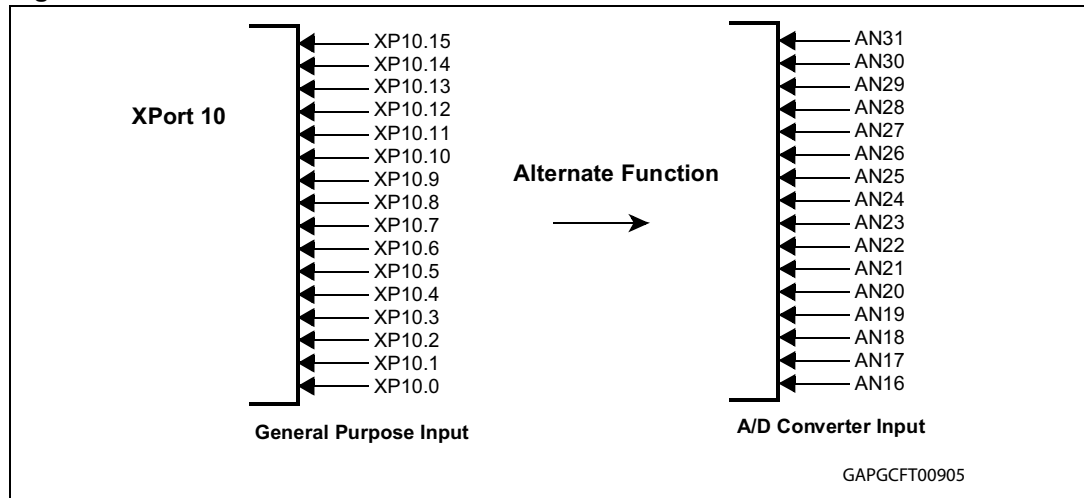 XPort 10
XP10.15
XP10.14
XP10.13
XP10.12
XP10.11
XP10.10
XP10.9
XP10.8
XP10.7
XP10.6
XP10.5
XP10.4
XP10.3
XP10.2
XP10.1
XP10.0
General Purpose Input
Alternate Function
AN31
AN30
AN29
AN28
AN27
AN26
AN25
AN24
AN23
AN22
AN21
AN20
AN19
AN18
AN17
AN16
A/D Converter Input
GAPGCFT00905